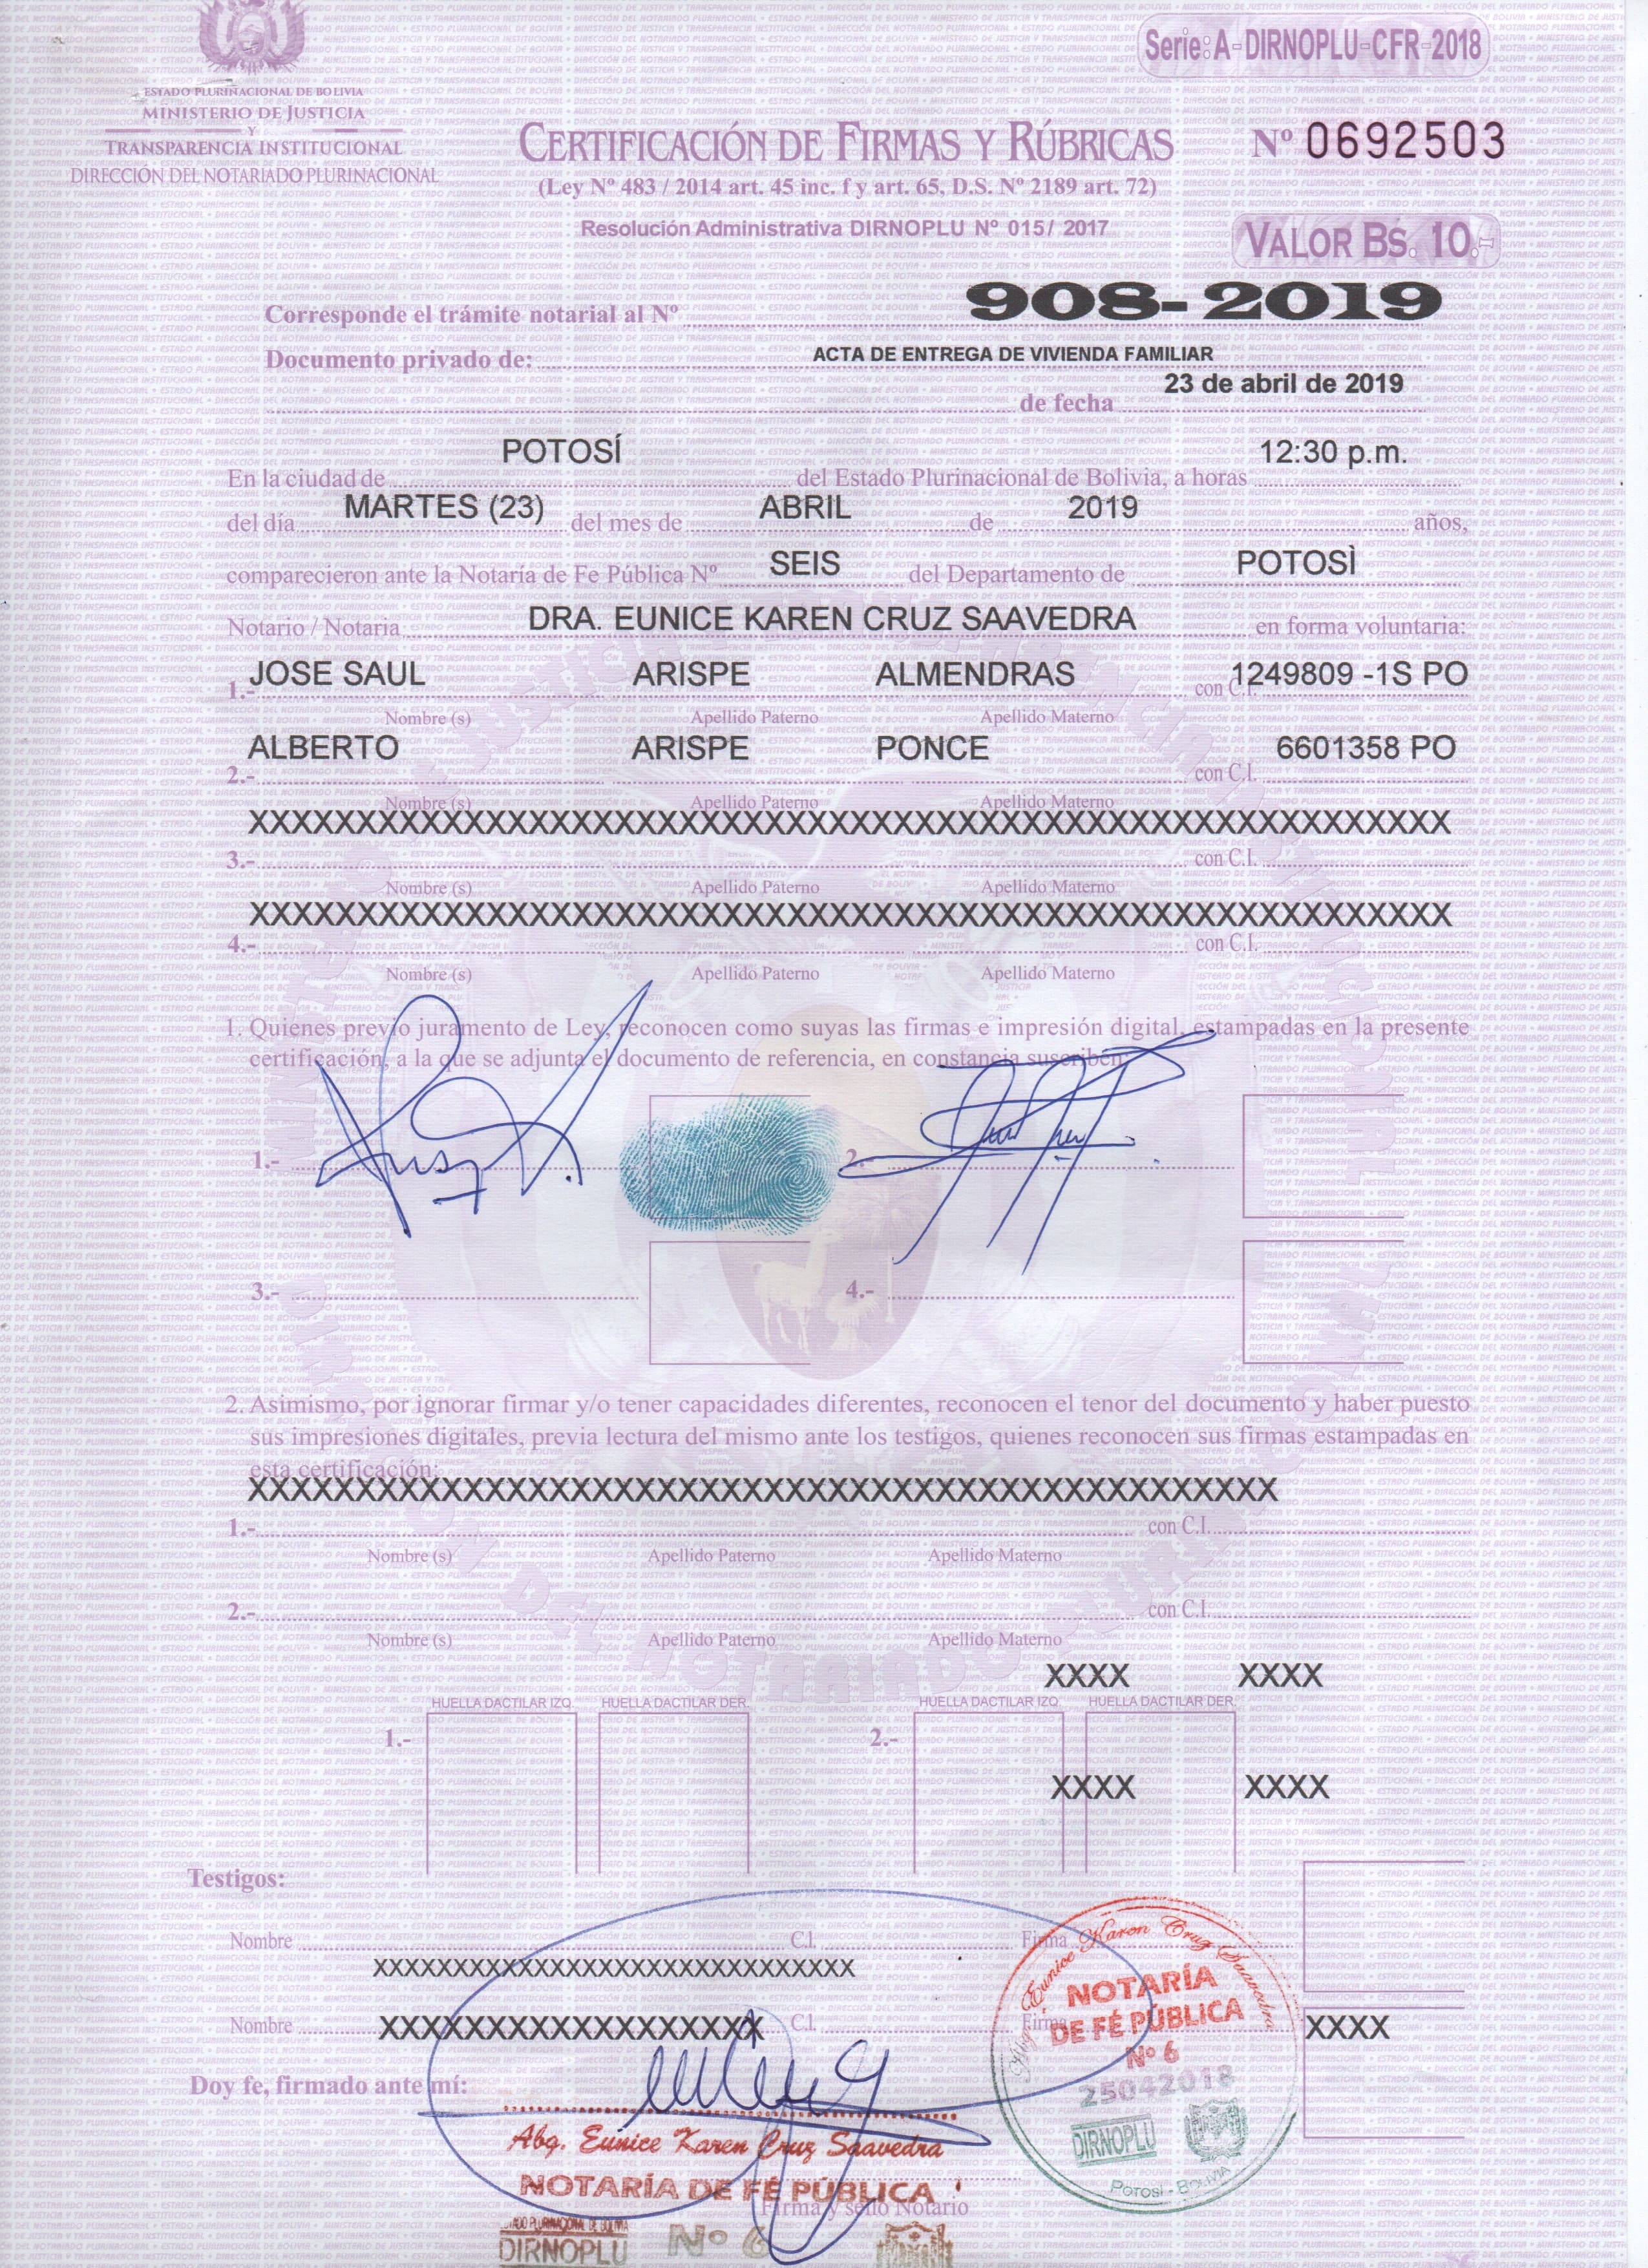 ESTADO PLURINACIONAL DE BOLIVIA
MINISTERIO DE JUSTICIA
Y
TRANSPARENCIA INSTITUCIONAL
DIRECCIÓN DEL NOTARIADO PLURINACIONAL
Serie: A-DIRNOPLU-CFR-2018
CERTIFICACIÓN DE FIRMAS Y RÚBRICAS
Nº 0692503
(Ley Nº 483 / 2014 art. 45 inc. f y art. 65, D.S. Nº 2189 art. 72)
Resolución Administrativa DIRNOPLU Nº 015/ 2017
VALOR BS. 10.-
Corresponde el trámite notarial al Nº 908-2019
Documento privado de: ACTA DE ENTREGA DE VIVIENDA FAMILIAR
de fecha 23 de abril de 2019
En la ciudad de POTOSÍ del Estado Plurinacional de Bolivia, a horas 12:30 p.m.
del día MARTES (23) del mes de ABRIL de 2019 años,
comparecieron ante la Notaría de Fe Pública Nº SEIS del Departamento de POTOSÌ
Notario / Notaria DRA. EUNICE KAREN CRUZ SAAVEDRA en forma voluntaria:
1.- JOSE SAUL ARISPE ALMENDRAS con C.I. 1249809 -1S PO
Nombre (s) Apellido Paterno Apellido Materno
2.- ALBERTO ARISPE PONCE con C.I. 6601358 PO
Nombre (s) Apellido Paterno Apellido Materno
XXXXXXXXXXXXXXXXXXXXXXXXXXXXXXXXXXXXXXXXXXXXXXXXXXXXXXXX
3.- con C.I.
Nombre (s) Apellido Paterno Apellido Materno
XXXXXXXXXXXXXXXXXXXXXXXXXXXXXXXXXXXXXXXXXXXXXXXXXXXXXXXX
4.- con C.I.
Nombre (s) Apellido Paterno Apellido Materno
1. Quienes previo juramento de Ley, reconocen como suyas las firmas e impresión digital, estampadas en la presente
certificación, a la que se adjunta el documento de referencia, en constancia suscriben:
1.- 2.-
3.- 4.-
2. Asimismo, por ignorar firmar y/o tener capacidades diferentes, reconocen el tenor del documento y haber puesto
sus impresiones digitales, previa lectura del mismo ante los testigos, quienes reconocen sus firmas estampadas en
esta certificación:
XXXXXXXXXXXXXXXXXXXXXXXXXXXXXXXXXXXXXXXXXXXXXXXX
1.- con C.I.
Nombre (s) Apellido Paterno Apellido Materno
2.- con C.I.
Nombre (s) Apellido Paterno Apellido Materno
XXXX XXXX
HUELLA DACTILAR IZQ. HUELLA DACTILAR DER. HUELLA DACTILAR IZQ. HUELLA DACTILAR DER.
1.- 2.-
XXXX XXXX
Testigos:
Nombre C.I. Firma
XXXXXXXXXXXXXXXXXXXXXXXXXXXXXX
Nombre XXXXXXXXXXXXXXXXXX C.I. Firma XXXX
Abg. Eunice Karen Cruz Saavedra
NOTARÍA
DE FÉ PÚBLICA
Nº 6
25042018
DIRNOPLU
POTOSÍ - BOLIVIA
Doy fe, firmado ante mí:
Abg. Eunice Karen Cruz Saavedra
NOTARÍA DE FÉ PÚBLICA
Firma y sello Notario
ESTADO PLURINACIONAL DE BOLIVIA
DIRNOPLU
Nº 6